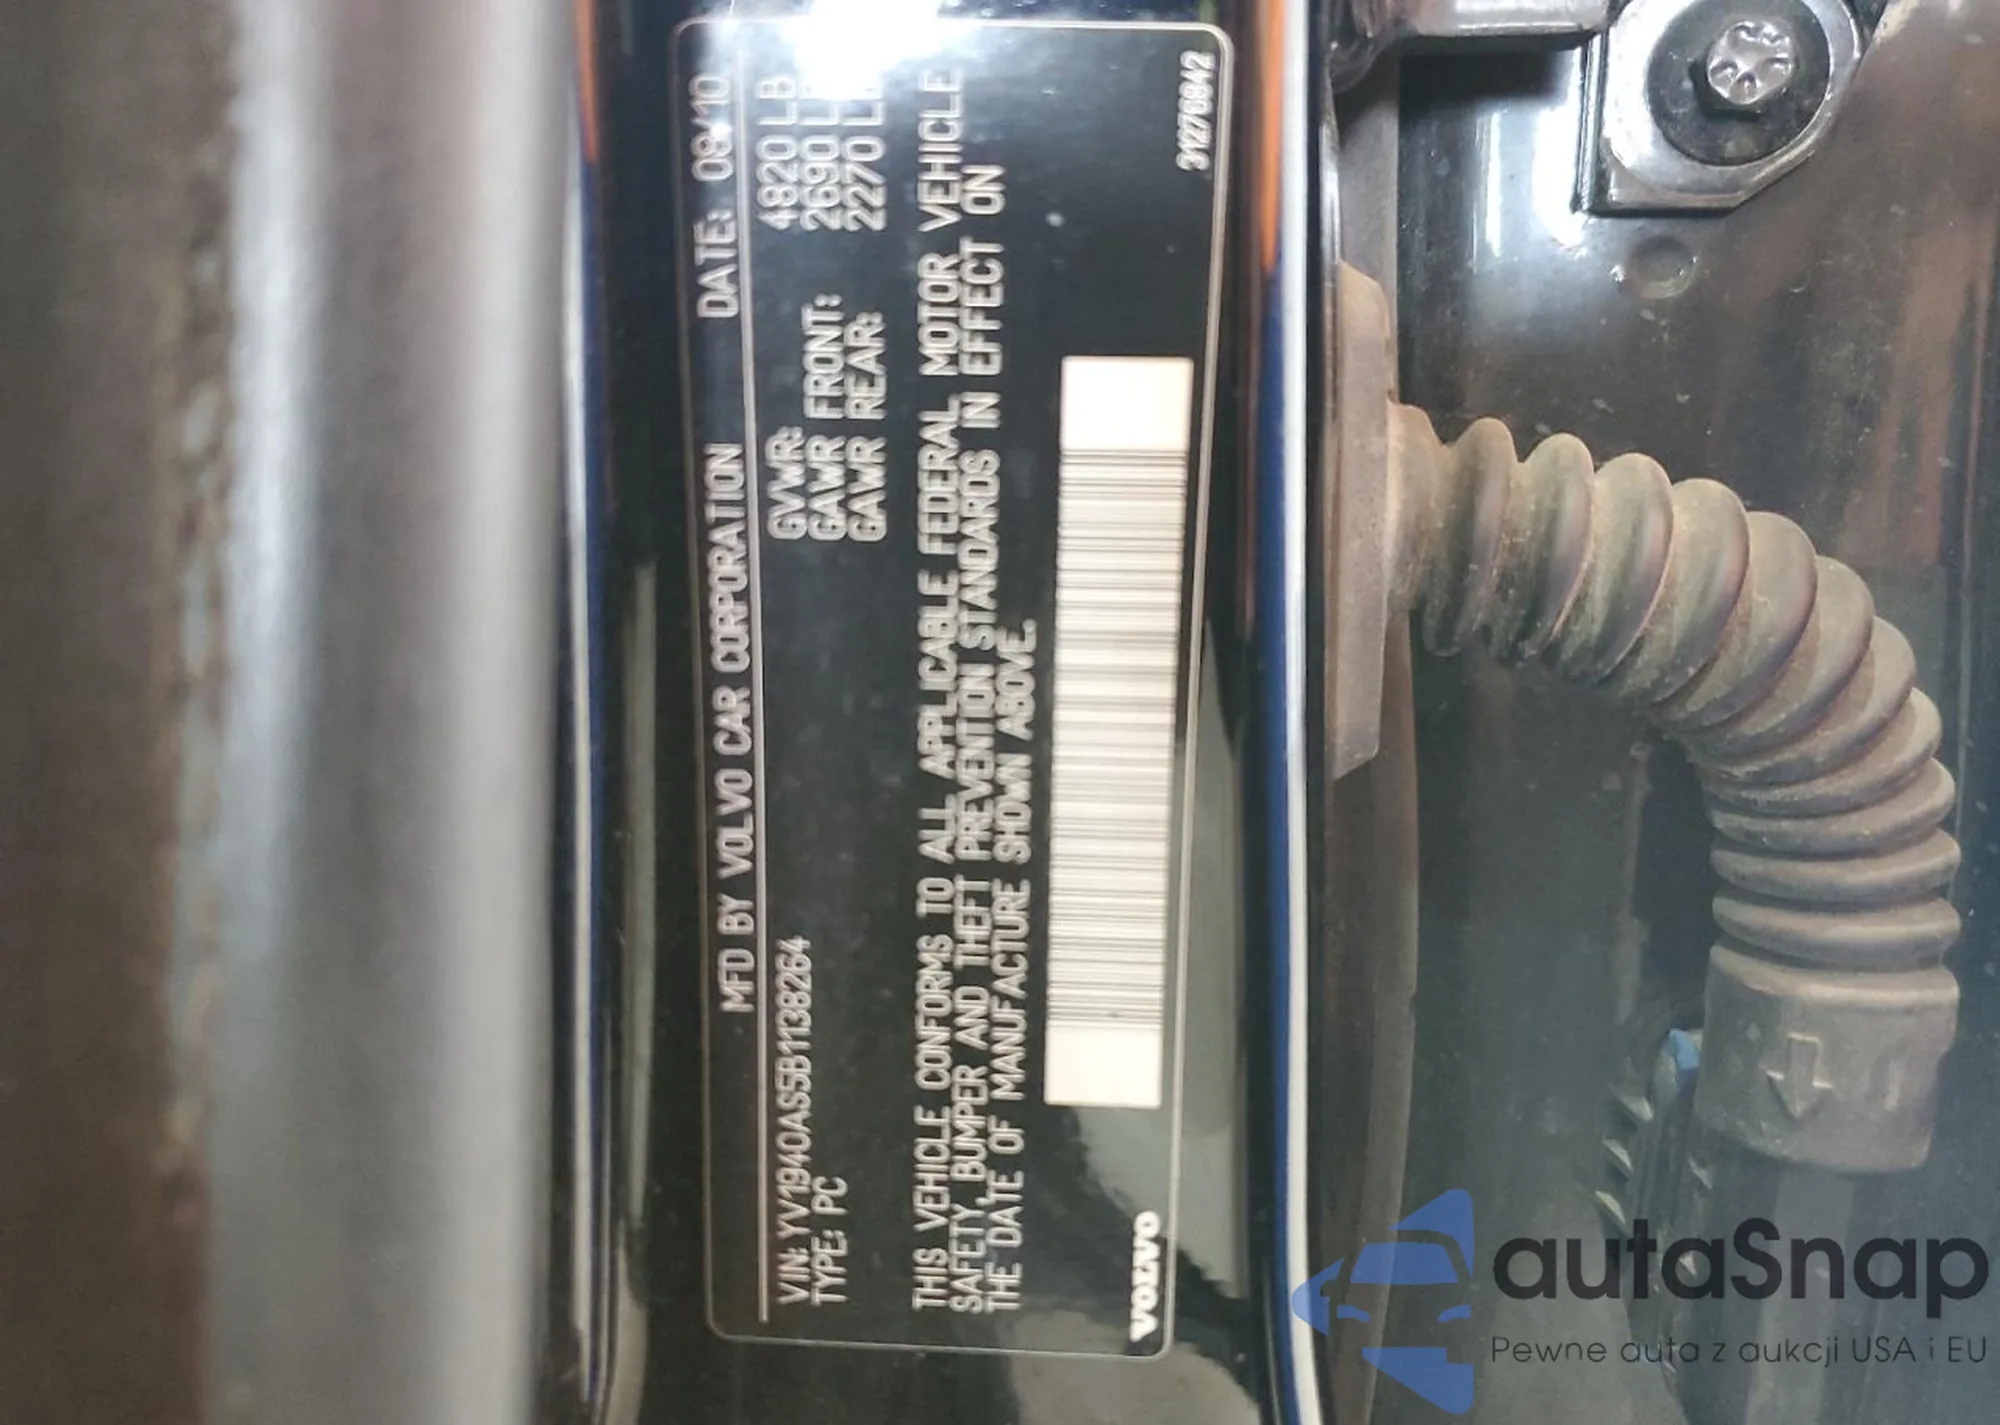 MFD BY VOLVO CAR CORPORATION DATE: 09/10
VIN: YV1940AS5B1138264
TYPE: PC
GVWR: 4820 LB
GAWR FRONT: 2690 LB
GAWR REAR: 2270 LB
THIS VEHICLE CONFORMS TO ALL APPLICABLE FEDERAL MOTOR VEHICLE
SAFETY, BUMPER AND THEFT PREVENTION STANDARDS IN EFFECT ON
THE DATE OF MANUFACTURE SHOWN ABOVE.
VOLVO
31276842
autaSnap
Pewne auta z aukcji USA i EU